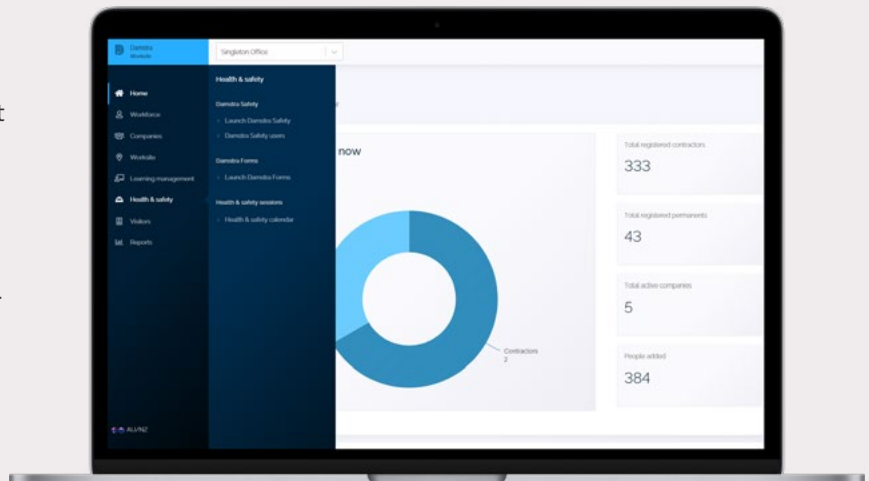 Damstra
Worksite
Singleton Office
Home
Workforce
Companies
Worksite
Learning management
Health & safety
Visitors
Reports
AU/NZ
Health & safety
Damstra Safety
Launch Damstra Safety
Damstra Safety users
Damstra Forms
Launch Damstra Forms
Health & safety sessions
Health & safety calendar
now
Contractors
2
Total registered contractors
333
Total registered permanents
43
Total active companies
5
People added
384